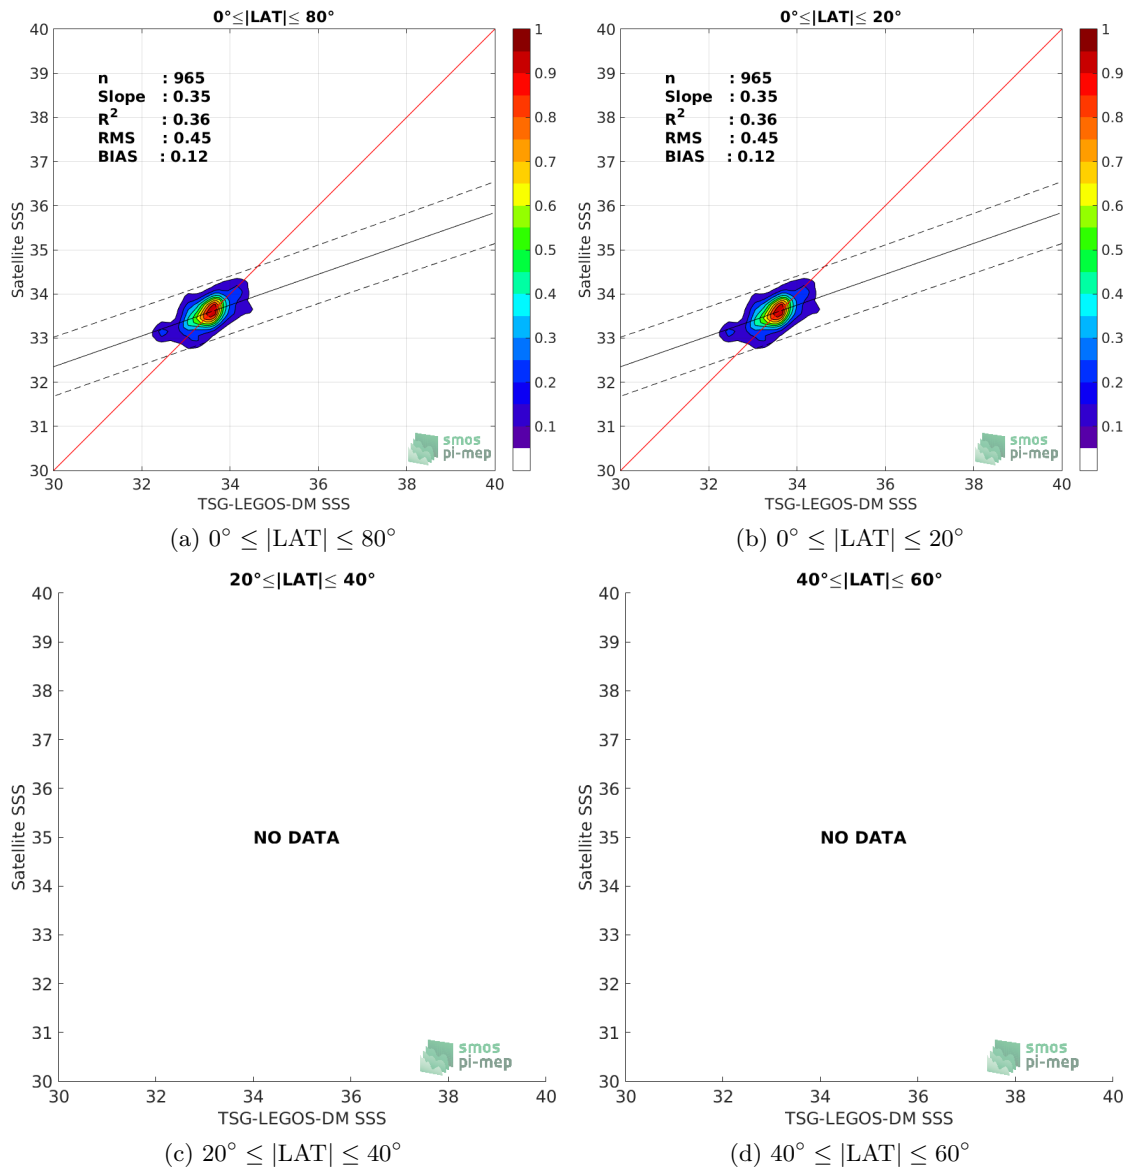 0°≤|LAT|≤ 80°
40
39
38
37
36
35
34
33
32
31
30
Satellite SSS
n : 965
Slope : 0.35
R² : 0.36
RMS : 0.45
BIAS : 0.12
smos
pi-mep
30 32 34 36 38 40
TSG-LEGOS-DM SSS
1
0.9
0.8
0.7
0.6
0.5
0.4
0.3
0.2
0.1
(a) 0° ≤ |LAT| ≤ 80°
0°≤|LAT|≤ 20°
40
39
38
37
36
35
34
33
32
31
30
Satellite SSS
n : 965
Slope : 0.35
R² : 0.36
RMS : 0.45
BIAS : 0.12
smos
pi-mep
30 32 34 36 38 40
TSG-LEGOS-DM SSS
1
0.9
0.8
0.7
0.6
0.5
0.4
0.3
0.2
0.1
(b) 0° ≤ |LAT| ≤ 20°
20°≤|LAT|≤ 40°
40
39
38
37
36
35
34
33
32
31
30
Satellite SSS
NO DATA
smos
pi-mep
30 32 34 36 38 40
TSG-LEGOS-DM SSS
(c) 20° ≤ |LAT| ≤ 40°
40°≤|LAT|≤ 60°
40
39
38
37
36
35
34
33
32
31
30
Satellite SSS
NO DATA
smos
pi-mep
30 32 34 36 38 40
TSG-LEGOS-DM SSS
(d) 40° ≤ |LAT| ≤ 60°